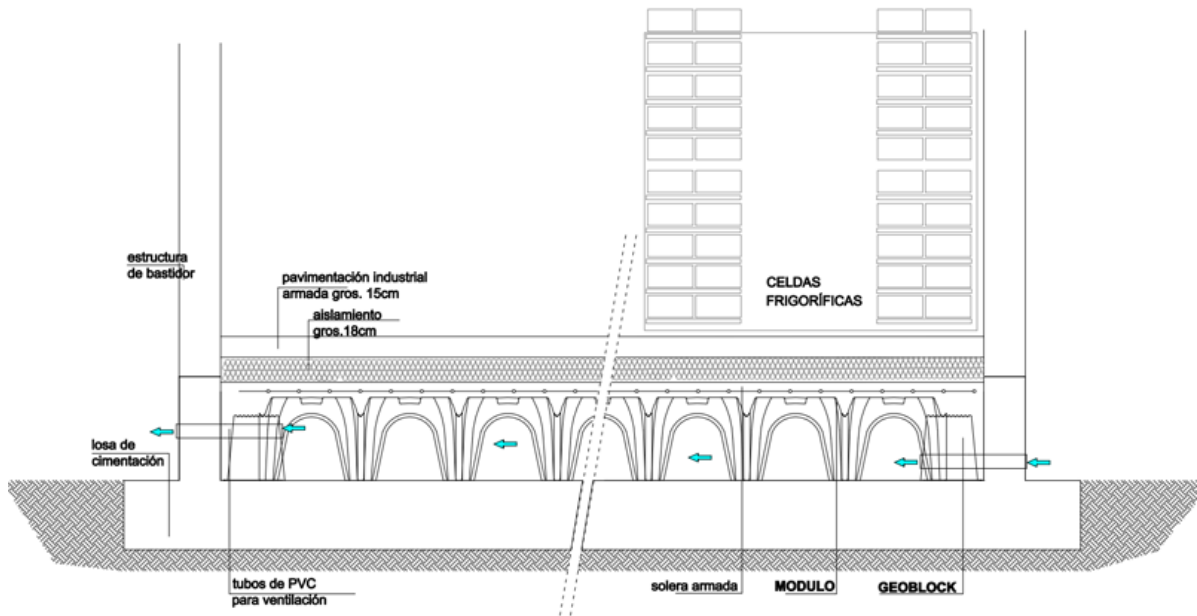 estructura
de bastidor
pavimentación industrial
armada gros. 15cm
aislamiento
gros.18cm
CELDAS
FRIGORÍFICAS
losa de
cimentación
tubos de PVC
para ventilación
solera armada
MODULO
GEOBLOCK